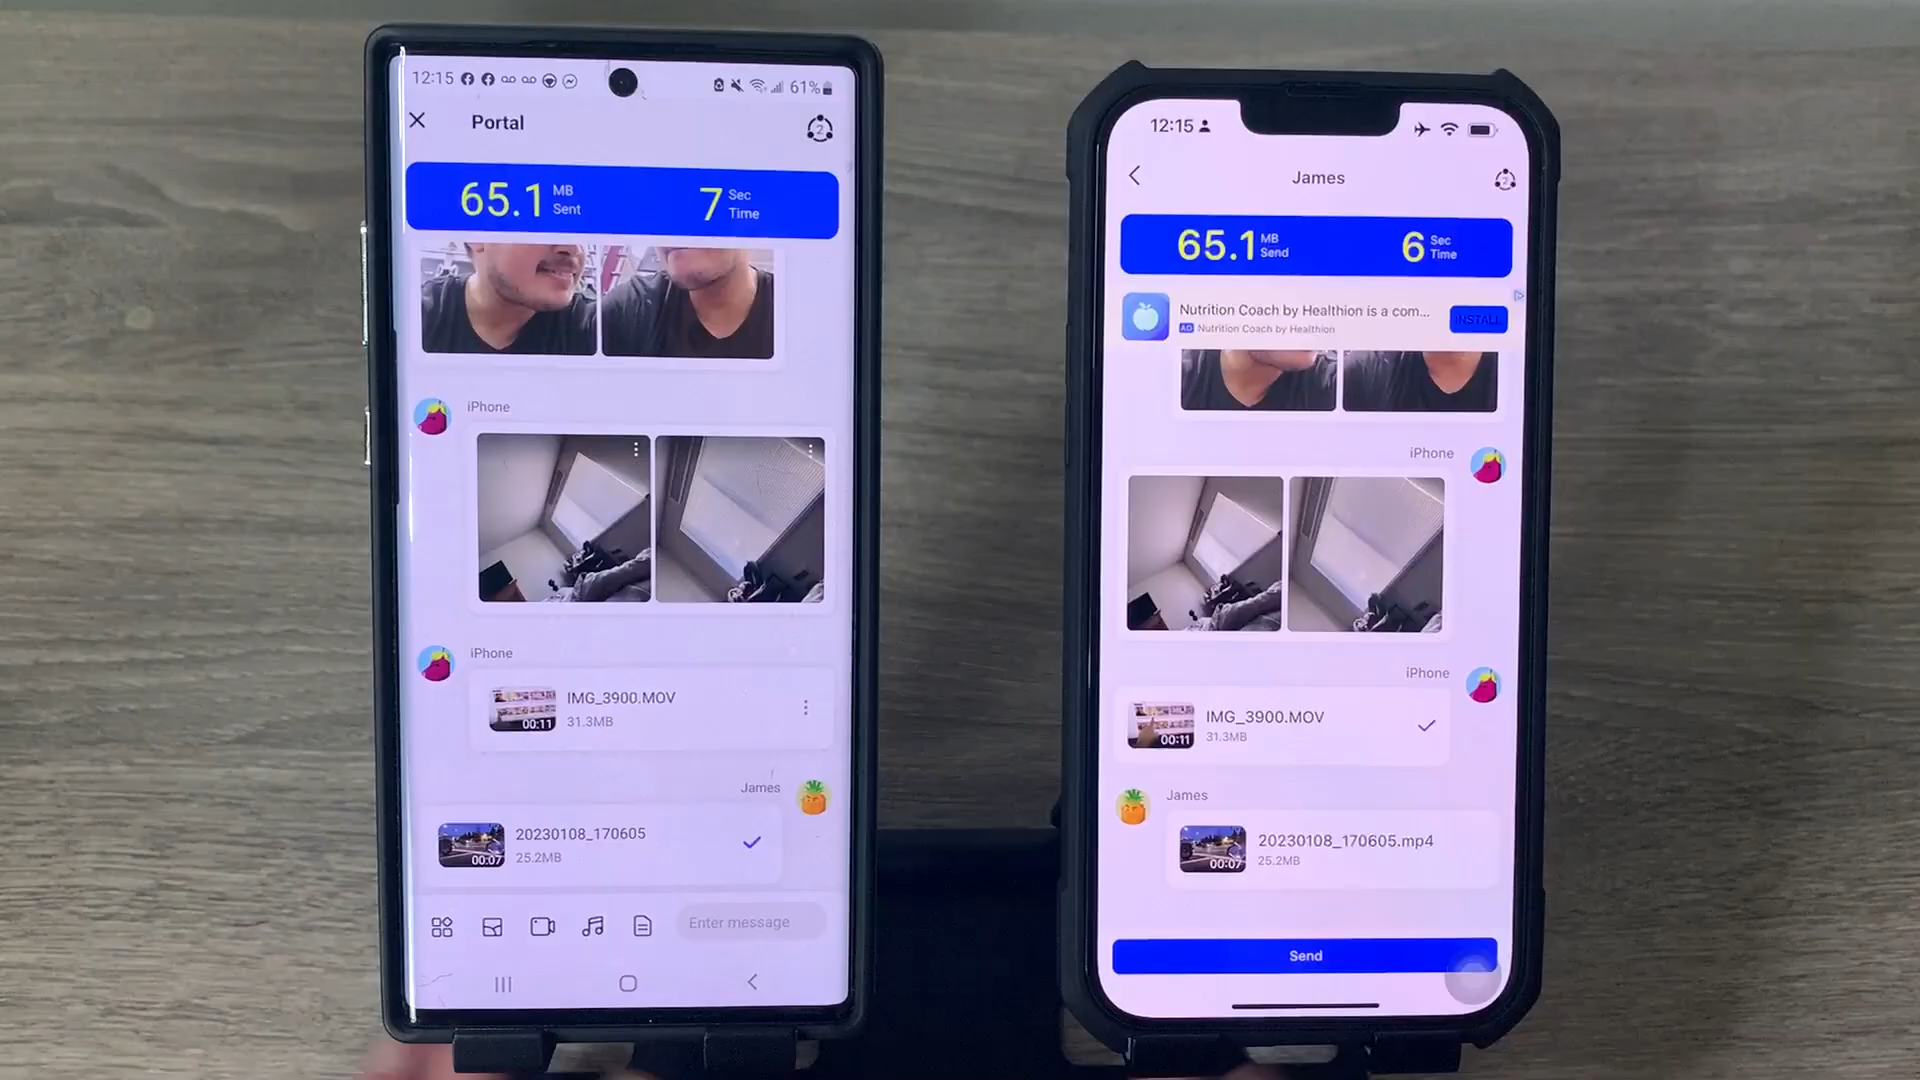 12:15
61%
Portal
2
65.1 MB Sent
7 Sec Time
iPhone
iPhone
IMG_3900.MOV
00:11
31.3MB
James
20230108_170605
00:07
25.2MB
Enter message
12:15
James
65.1 MB Send
6 Sec Time
Nutrition Coach by Healthion is a com...
AD Nutrition Coach by Healthion
INSTALL
iPhone
iPhone
IMG_3900.MOV
00:11
31.3MB
James
20230108_170605.mp4
00:07
25.2MB
Send